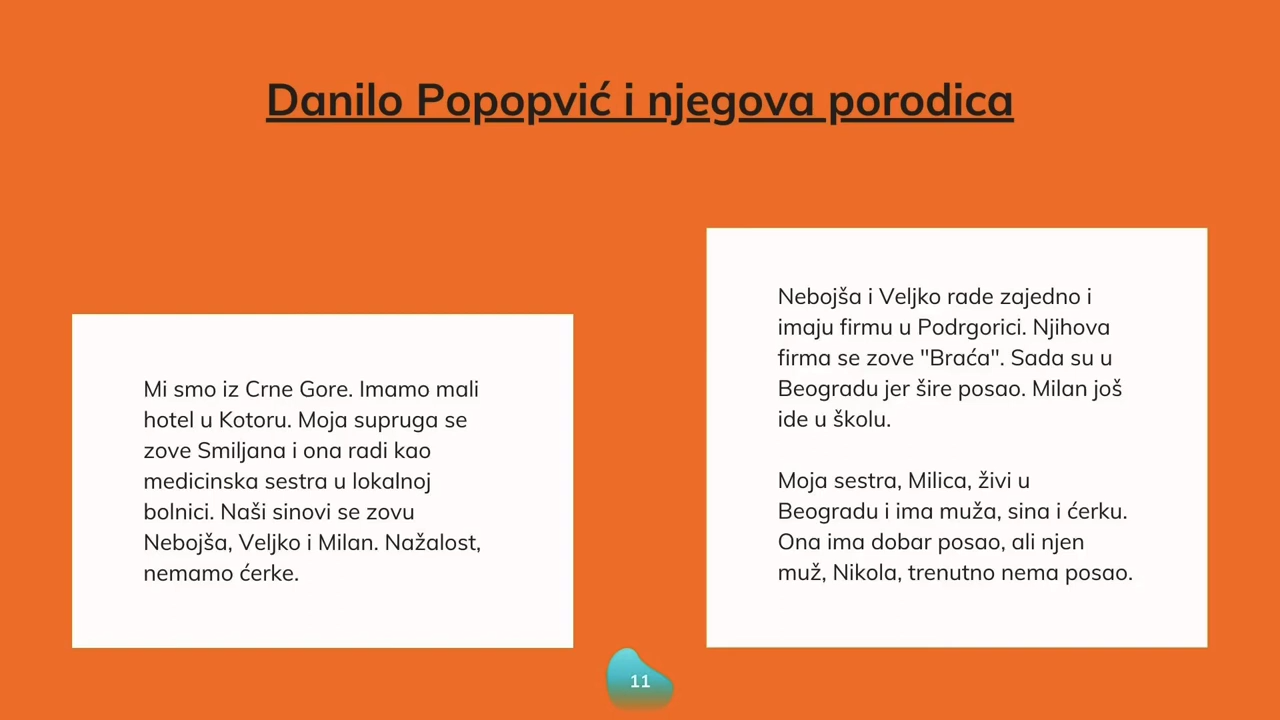 Danilo Popopvić i njegova porodica
Mi smo iz Crne Gore. Imamo mali
hotel u Kotoru. Moja supruga se
zove Smiljana i ona radi kao
medicinska sestra u lokalnoj
bolnici. Naši sinovi se zovu
Nebojša, Veljko i Milan. Nažalost,
nemamo ćerke.
Nebojša i Veljko rade zajedno i
imaju firmu u Podrgorici. Njihova
firma se zove "Braća". Sada su u
Beogradu jer šire posao. Milan još
ide u školu.
Moja sestra, Milica, živi u
Beogradu i ima muža, sina i ćerku.
Ona ima dobar posao, ali njen
muž, Nikola, trenutno nema posao.
11